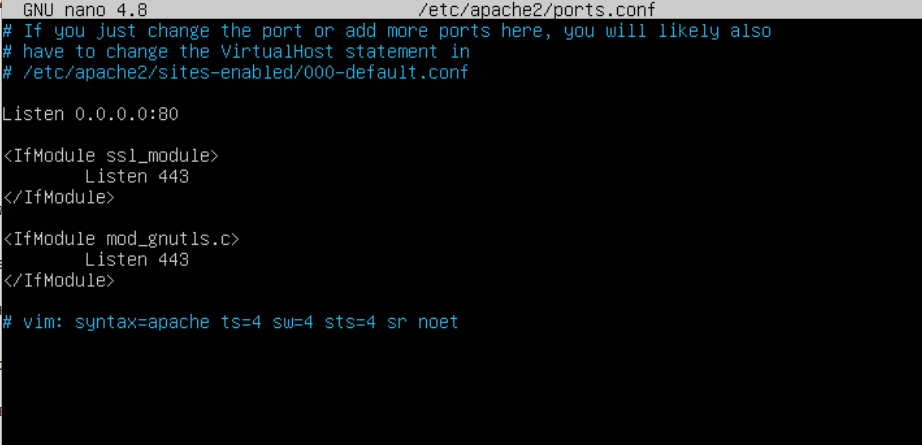 GNU nano 4.8 /etc/apache2/ports.conf
# If you just change the port or add more ports here, you will likely also
# have to change the VirtualHost statement in
# /etc/apache2/sites-enabled/000-default.conf
Listen 0.0.0.0:80
<IfModule ssl_module>
Listen 443
</IfModule>
<IfModule mod_gnutls.c>
Listen 443
</IfModule>
# vim: syntax=apache ts=4 sw=4 sts=4 sr noet